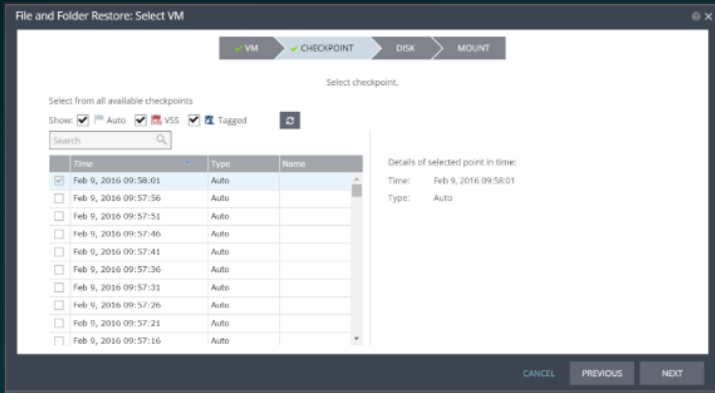 File and Folder Restore: Select VM
VM CHECKPOINT DISK MOUNT
Select checkpoint.
Select from all available checkpoints
Show: Auto VSS Tagged
Search
Time Type Name
Feb 9, 2016 09:58:01 Auto
Feb 9, 2016 09:57:56 Auto
Feb 9, 2016 09:57:51 Auto
Feb 9, 2016 09:57:46 Auto
Feb 9, 2016 09:57:41 Auto
Feb 9, 2016 09:57:36 Auto
Feb 9, 2016 09:57:31 Auto
Feb 9, 2016 09:57:26 Auto
Feb 9, 2016 09:57:21 Auto
Feb 9, 2016 09:57:16 Auto
Details of selected point in time:
Time: Feb 9, 2016 09:58:01
Type: Auto
CANCEL PREVIOUS NEXT